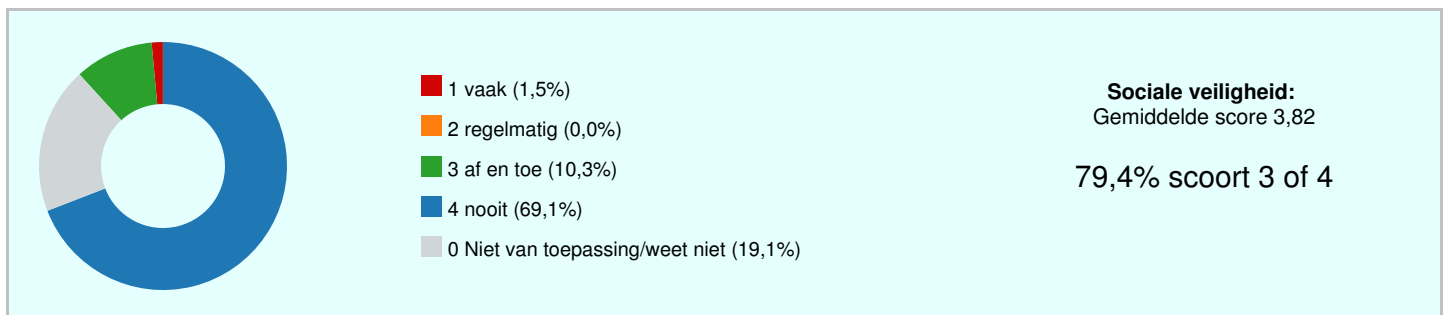 1 vaak (1,5%)
2 regelmatig (0,0%)
3 af en toe (10,3%)
4 nooit (69,1%)
0 Niet van toepassing/weet niet (19,1%)
Sociale veiligheid:
Gemiddelde score 3,82
79,4% scoort 3 of 4